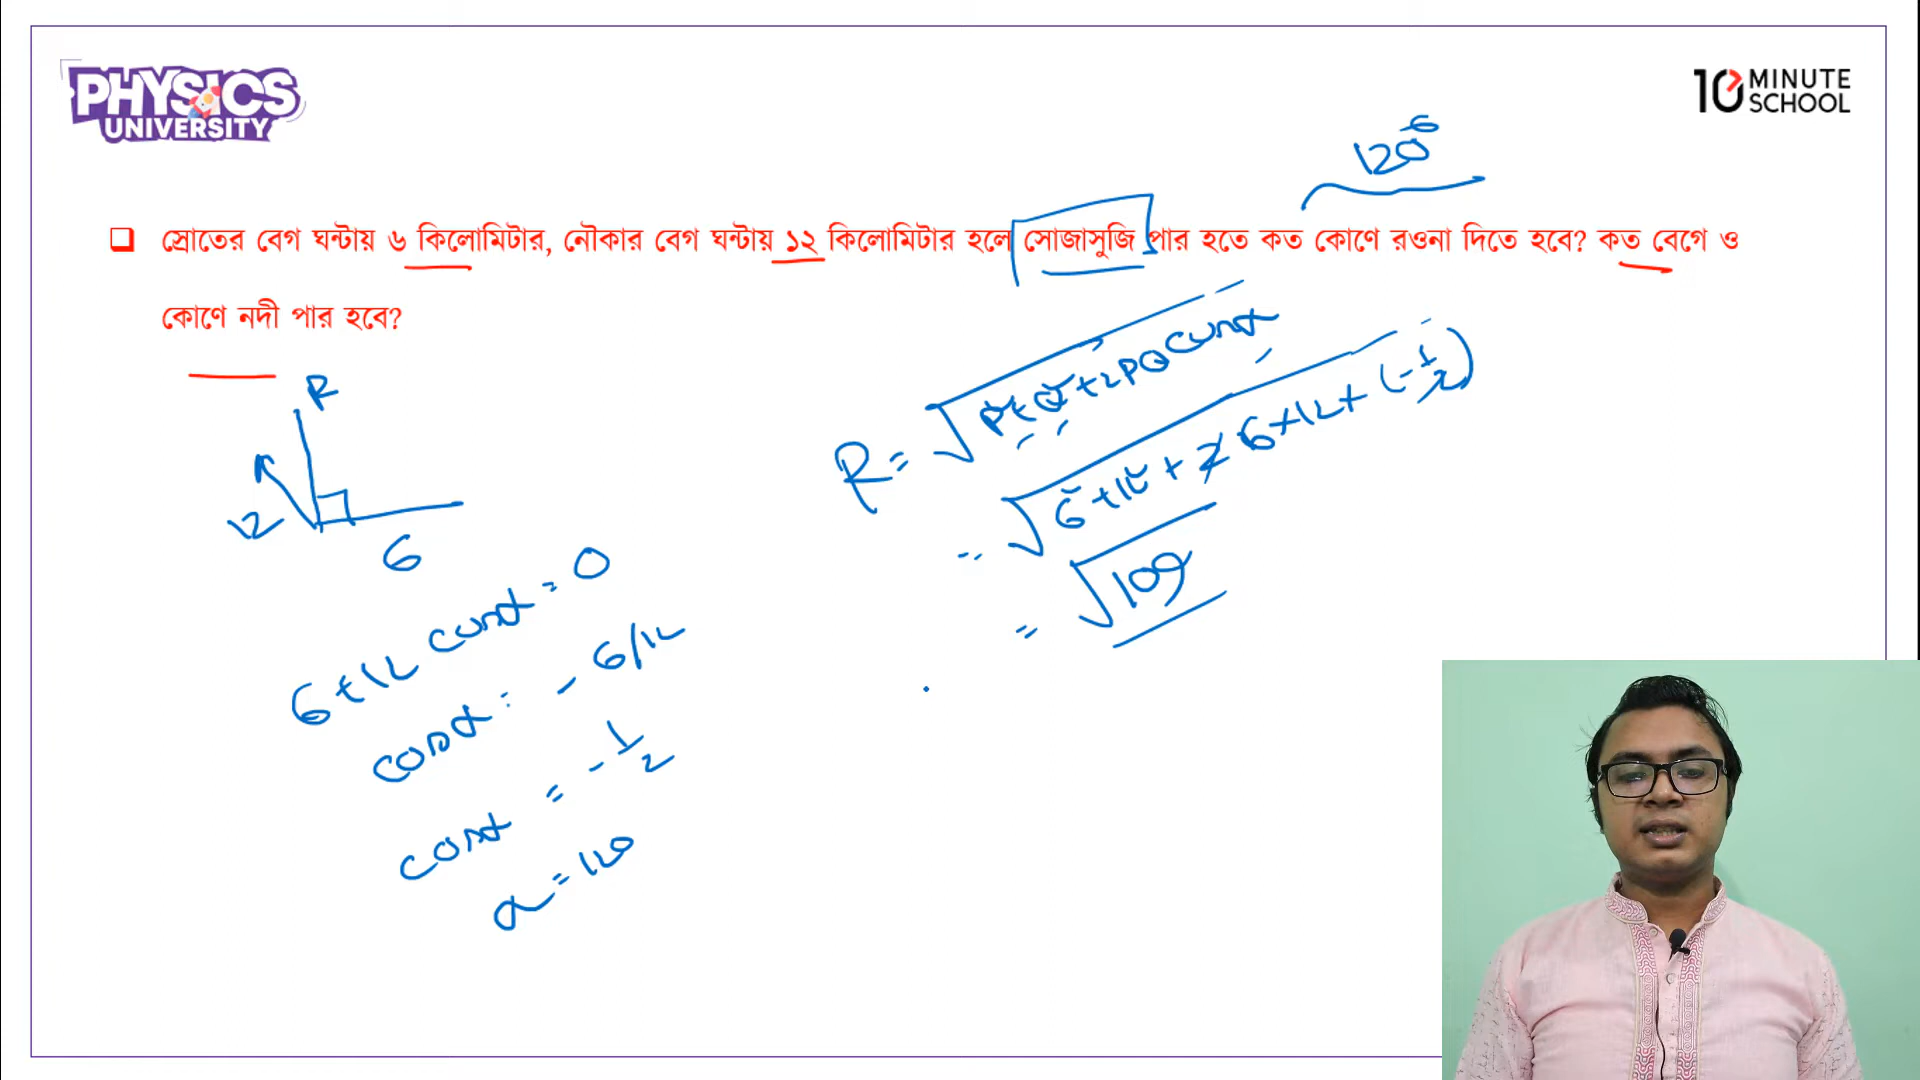 PHYSICS
UNIVERSITY
10 MINUTE
SCHOOL
120°
❑ স্রোতের বেগ ঘন্টায় ৬ কিলোমিটার, নৌকার বেগ ঘন্টায় ১২ কিলোমিটার হলে সোজাসুজি পার হতে কত কোণে রওনা দিতে হবে? কত বেগে ও
কোণে নদী পার হবে?
R
12
6
6+12 cosα = 0
cosα = -6/12
cosα = -1/2
α = 120
R = √P²+Q²+2PQ cosα
= √6²+12²+2 6×12×(-1/2)
= √108